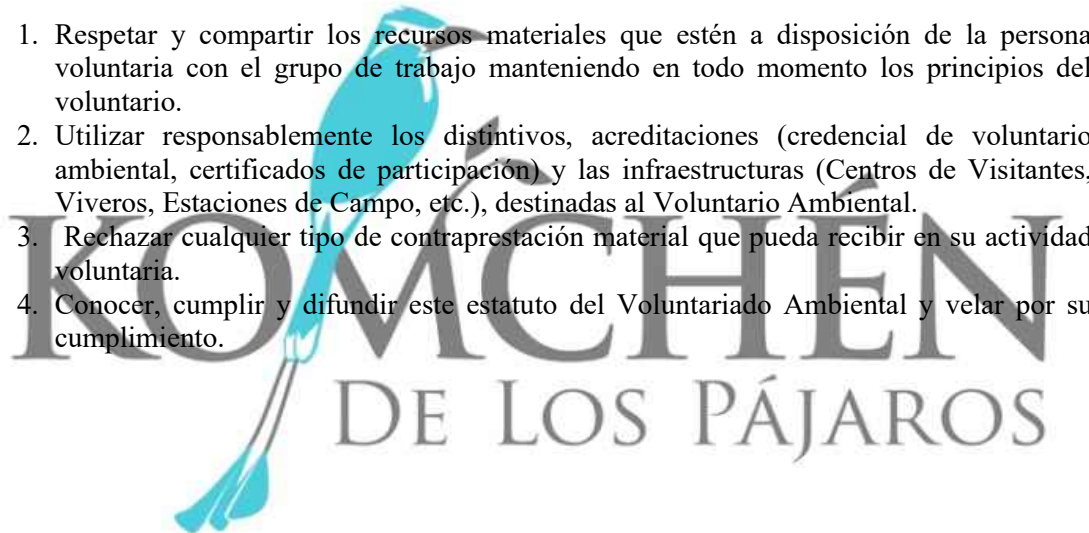 1. Respetar y compartir los recursos materiales que estén a disposición de la persona
voluntaria con el grupo de trabajo manteniendo en todo momento los principios del
voluntario.
2. Utilizar responsablemente los distintivos, acreditaciones (credencial de voluntario
ambiental, certificados de participación) y las infraestructuras (Centros de Visitantes,
Viveros, Estaciones de Campo, etc.), destinadas al Voluntario Ambiental.
3. Rechazar cualquier tipo de contraprestación material que pueda recibir en su actividad
voluntaria.
4. Conocer, cumplir y difundir este estatuto del Voluntariado Ambiental y velar por su
cumplimiento.
KOMCHÉN
DE LOS PÁJAROS